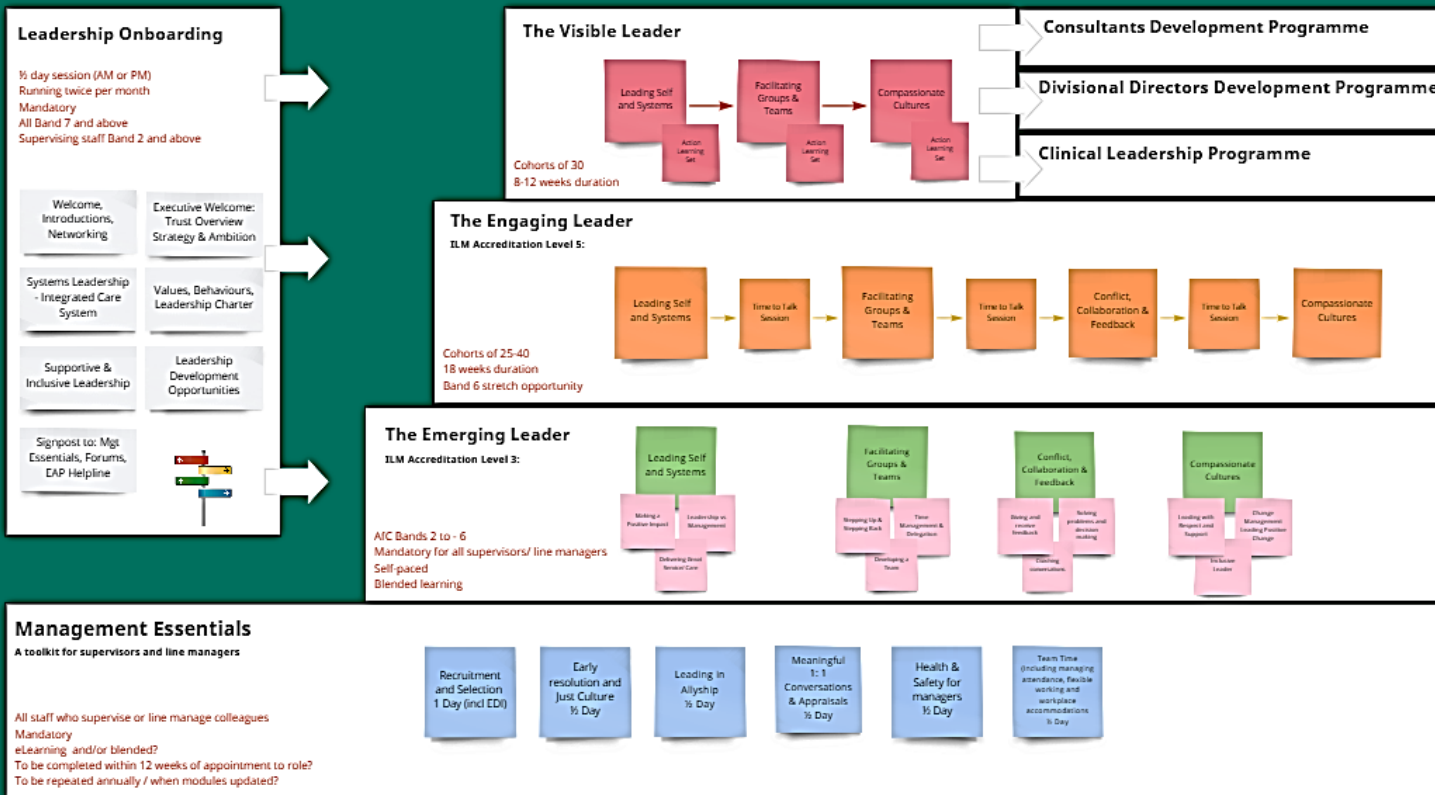 Leadership Onboarding
½ day session (AM or PM)
Running twice per month
Mandatory
All Band 7 and above
Supervising staff Band 2 and above
Welcome,
Introductions,
Networking
Executive Welcome:
Trust Overview
Strategy & Ambition
Systems Leadership
- Integrated Care
System
Values, Behaviours,
Leadership Charter
Supportive &
Inclusive Leadership
Leadership
Development
Opportunities
Signpost to: Mgt
Essentials, Forums,
EAP Helpline
The Visible Leader
Leading Self
and Systems
Action
Learning
Set
Facilitating
Groups &
Teams
Action
Learning
Set
Compassionate
Cultures
Action
Learning
Set
Cohorts of 30
8-12 weeks duration
Consultants Development Programme
Divisional Directors Development Programme
Clinical Leadership Programme
The Engaging Leader
ILM Accreditation Level 5:
Leading Self
and Systems
Time to Talk
Session
Facilitating
Groups &
Teams
Time to Talk
Session
Conflict,
Collaboration &
Feedback
Time to Talk
Session
Compassionate
Cultures
Cohorts of 25-40
18 weeks duration
Band 6 stretch opportunity
The Emerging Leader
ILM Accreditation Level 3:
AfC Bands 2 to - 6
Mandatory for all supervisors/ line managers
Self-paced
Blended learning
Leading Self
and Systems
Making a
Positive Impact
Leadership vs
Management
Delivering Great
Service/ Care
Facilitating
Groups &
Teams
Stepping Up &
Stepping Back
Time
Management &
Delegation
Developing a
Team
Conflict,
Collaboration &
Feedback
Giving and
receive
feedback
Solving
problems and
decision
making
Coaching
conversations
Compassionate
Cultures
Leading with
Respect and
Support
Change
Management
Leading Positive
Change
Inclusive
Leader
Management Essentials
A toolkit for supervisors and line managers
All staff who supervise or line manage colleagues
Mandatory
eLearning and/or blended?
To be completed within 12 weeks of appointment to role?
To be repeated annually / when modules updated?
Recruitment
and Selection
1 Day (incl EDI)
Early
resolution and
Just Culture
½ Day
Leading in
Allyship
½ Day
Meaningful
1: 1
Conversations
& Appraisals
½ Day
Health &
Safety for
managers
½ Day
Team Time
(including managing
attendance, flexible
working and
workplace
accommodations
½ Day